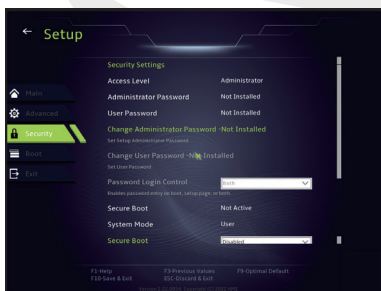 ← Setup
Security Settings
Access Level Administrator
Administrator Password Not Installed
User Password Not Installed
Change Administrator Password -Not Installed
Set Setup Administrator Password
Change User Password -Not Installed
Set User Password
Password Login Control Both
Enables password entry on boot, setup page, or both.
Secure Boot Not Active
System Mode User
Secure Boot Disabled
Main
Advanced
Security
Boot
Exit
F1-Help F3-Previous Values F9-Optimal Default
F10-Save & Exit ESC-Discard & Exit